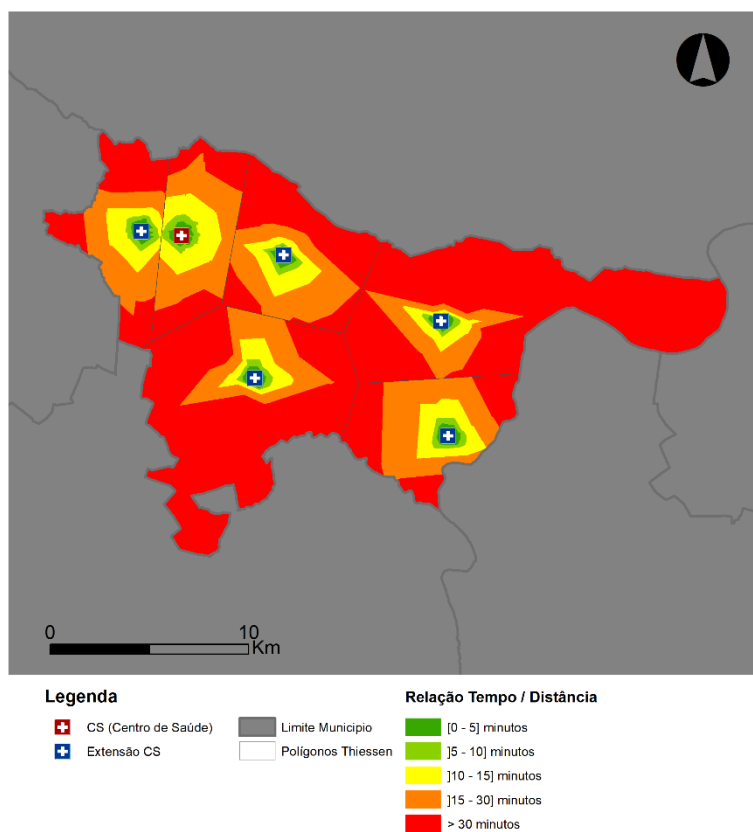 0 10
Km
Legenda
CS (Centro de Saúde)
Extensão CS
Limite Municipio
Polígonos Thiessen
Relação Tempo / Distância
[0 - 5] minutos
]5 - 10] minutos
]10 - 15] minutos
]15 - 30] minutos
> 30 minutos